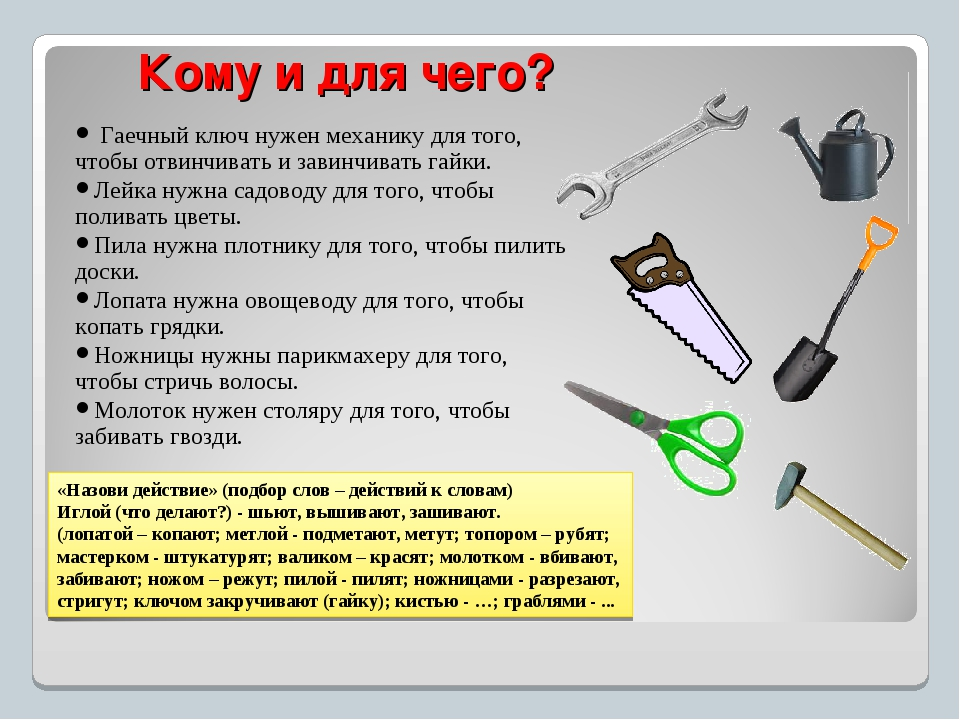 Кому и для чего?
• Гаечный ключ нужен механику для того,
чтобы отвинчивать и завинчивать гайки.
•Лейка нужна садоводу для того, чтобы
поливать цветы.
•Пила нужна плотнику для того, чтобы пилить
доски.
•Лопата нужна овощеводу для того, чтобы
копать грядки.
•Ножницы нужны парикмахеру для того,
чтобы стричь волосы.
•Молоток нужен столяру для того, чтобы
забивать гвозди.
«Назови действие» (подбор слов – действий к словам)
Иглой (что делают?) - шьют, вышивают, зашивают.
(лопатой – копают; метлой - подметают, метут; топором – рубят;
мастерком - штукатурят; валиком – красят; молотком - вбивают,
забивают; ножом – режут; пилой - пилят; ножницами - разрезают,
стригут; ключом закручивают (гайку); кистью - …; граблями - ...